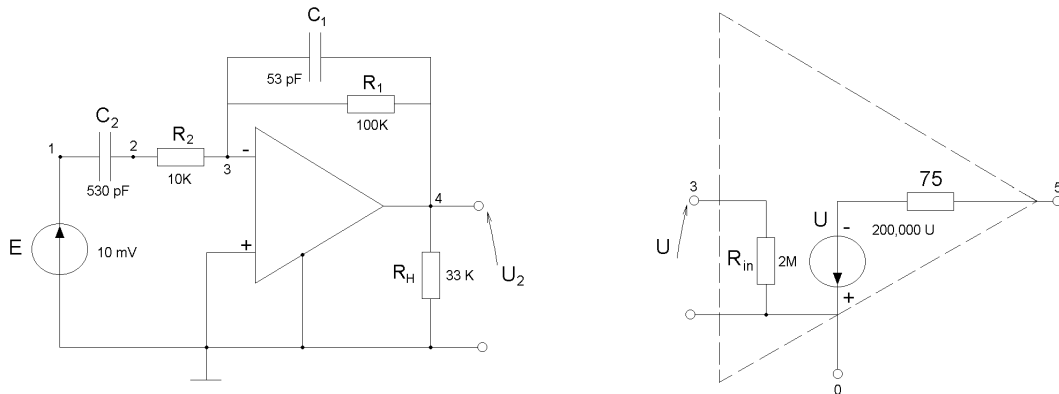 C1
53 pF
R1
100K
C2
530 pF
R2
10K
1
2
3
4
-
+
E
10 mV
RH
33 K
U2
3
U
Rin
2M
U
-
+
75
200,000 U
5
0